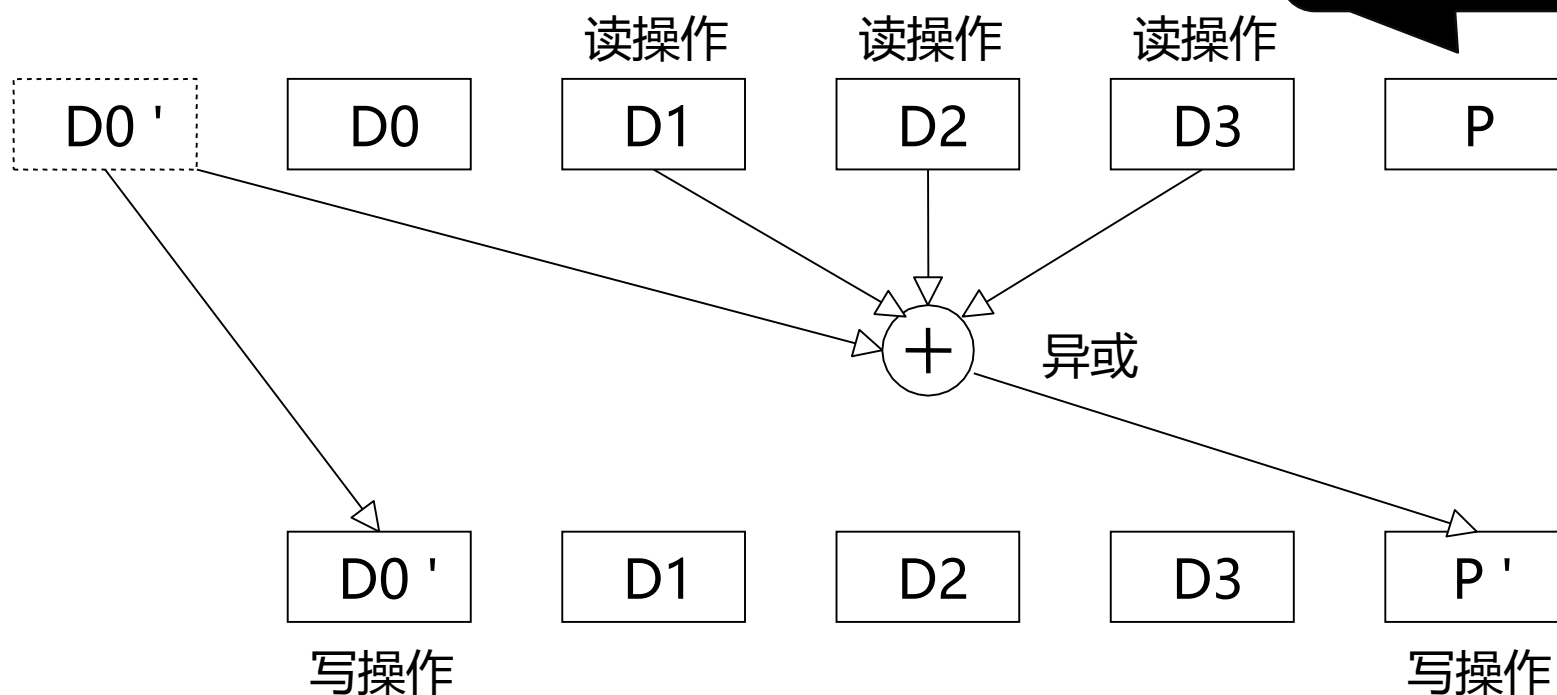 读操作 读操作 读操作
D0 ' D0 D1 D2 D3 P
+ 异或
D0 ' D1 D2 D3 P '
写操作 写操作